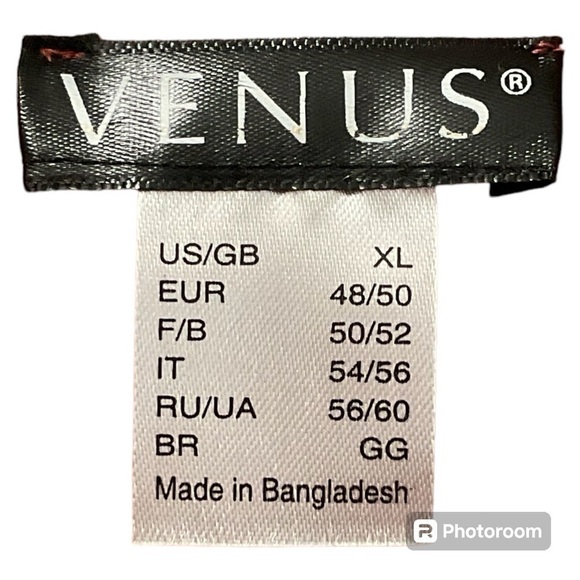 VENUS®
US/GB XL
EUR 48/50
F/B 50/52
IT 54/56
RU/UA 56/60
BR GG
Made in Bangladesh
Photoroom